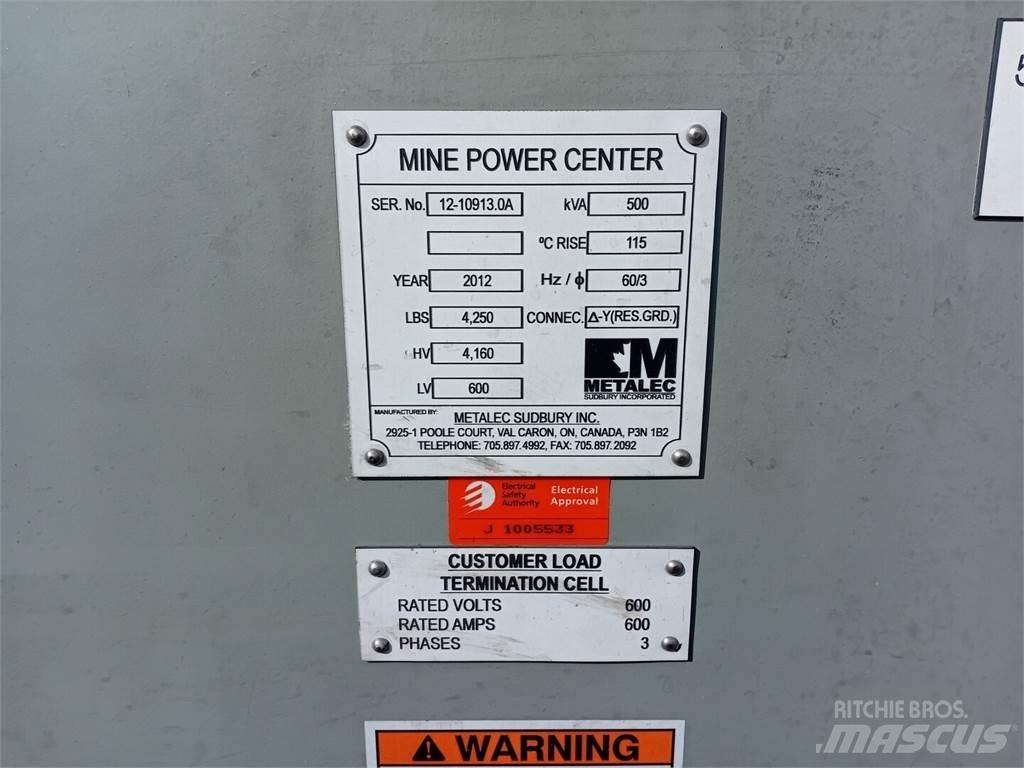 MINE POWER CENTER
SER. No. 12-10913.0A kVA 500
ºC RISE 115
YEAR 2012 Hz / ϕ 60/3
LBS 4,250 CONNEC. Δ-Y(RES.GRD.)
HV 4,160
LV 600
M
METALEC
SUDBURY INCORPORATED
MANUFACTURED BY:
METALEC SUDBURY INC.
2925-1 POOLE COURT, VAL CARON, ON, CANADA, P3N 1B2
TELEPHONE: 705.897.4992, FAX: 705.897.2092
Electrical Safety Authority
Electrical Approval
J 1005533
CUSTOMER LOAD
TERMINATION CELL
RATED VOLTS 600
RATED AMPS 600
PHASES 3
WARNING
5
RITCHIE BROS.
MASCUS